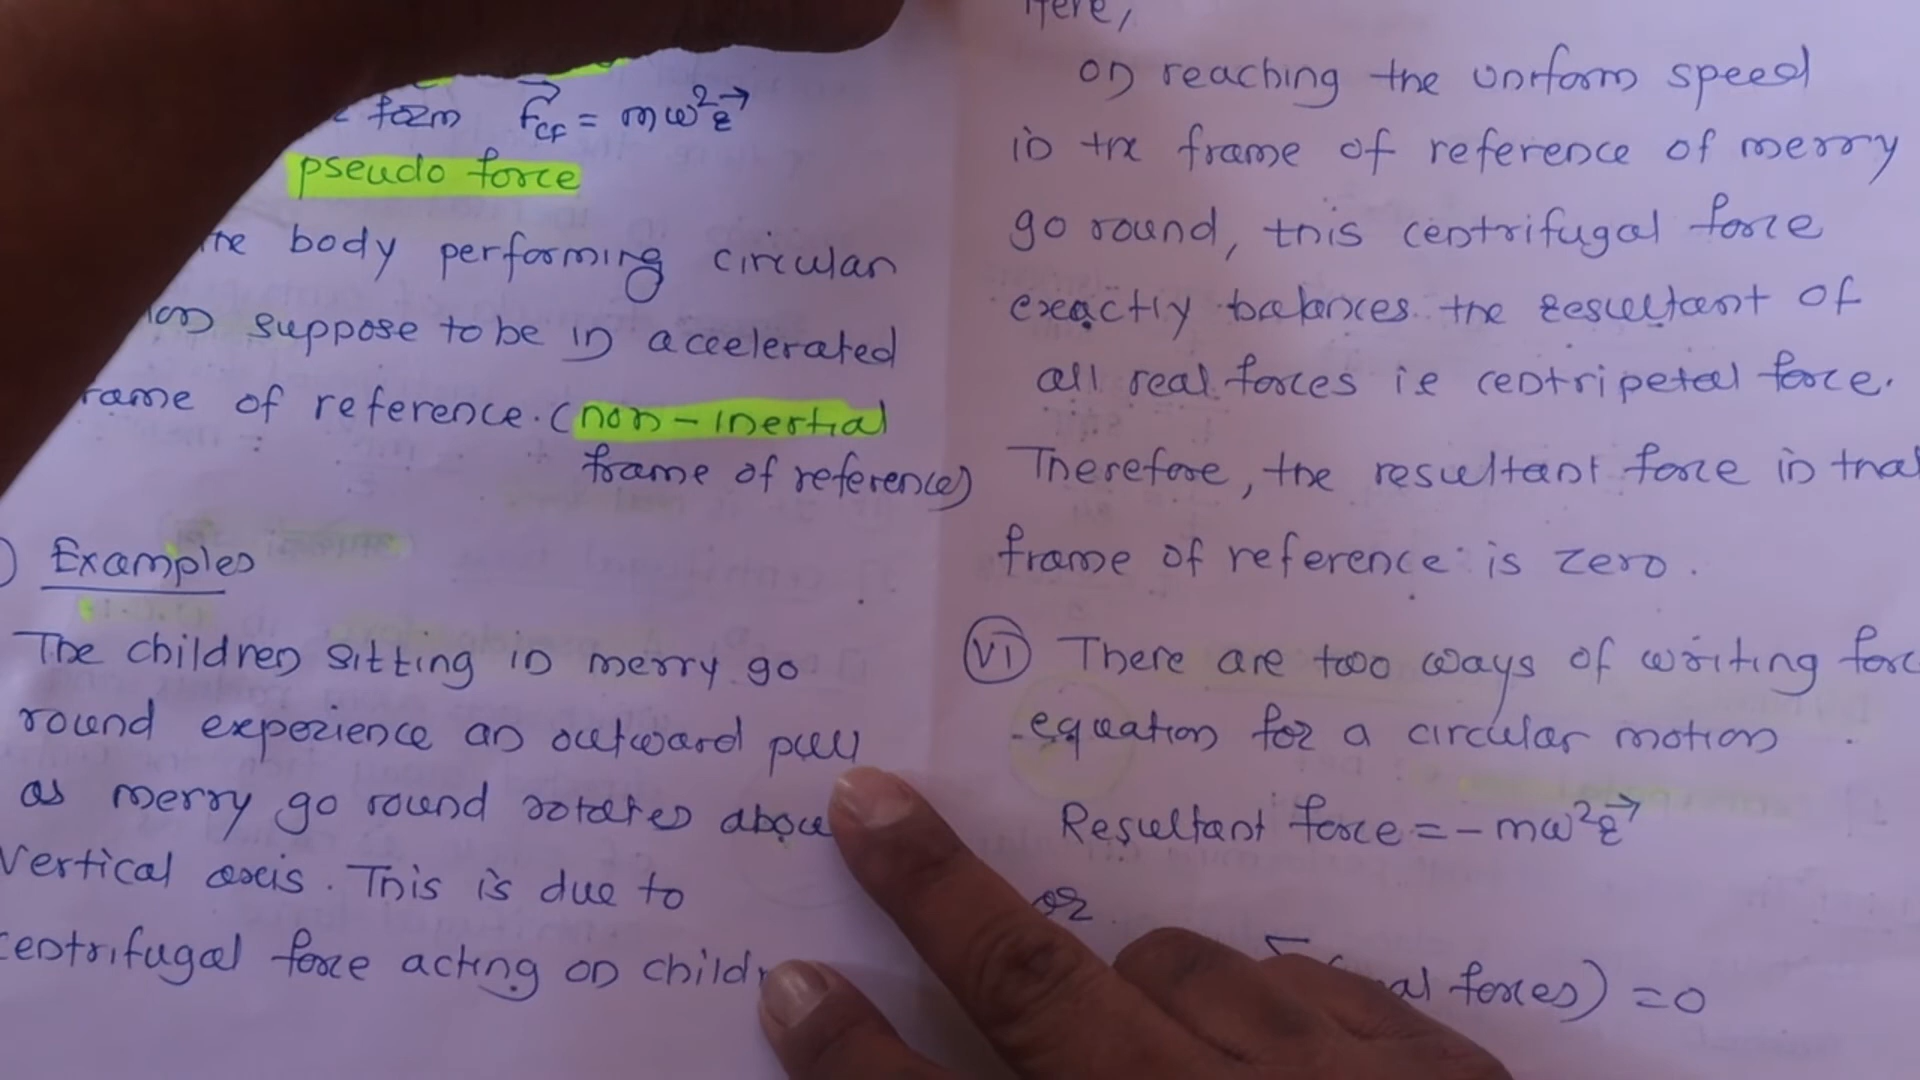 form F⃗CF = mω²r⃗
pseudo force
the body performing circular
suppose to be in accelerated
frame of reference. (non-inertial
frame of reference)
Examples
The children sitting in merry go
round experience an outward pull
as merry go round rotates about
Vertical axis. This is due to
centrifugal force acting on
Here,
on reaching the uniform speed
in the frame of reference of merry
go round, this centrifugal force
exactly balances the resultant of
all real forces ie centripetal force.
Therefore, the resultant force in that
frame of reference is zero.
(VI) There are two ways of writing forc
equation for a circular motion
Resultant force = -mω²r⃗
or
forces) = 0